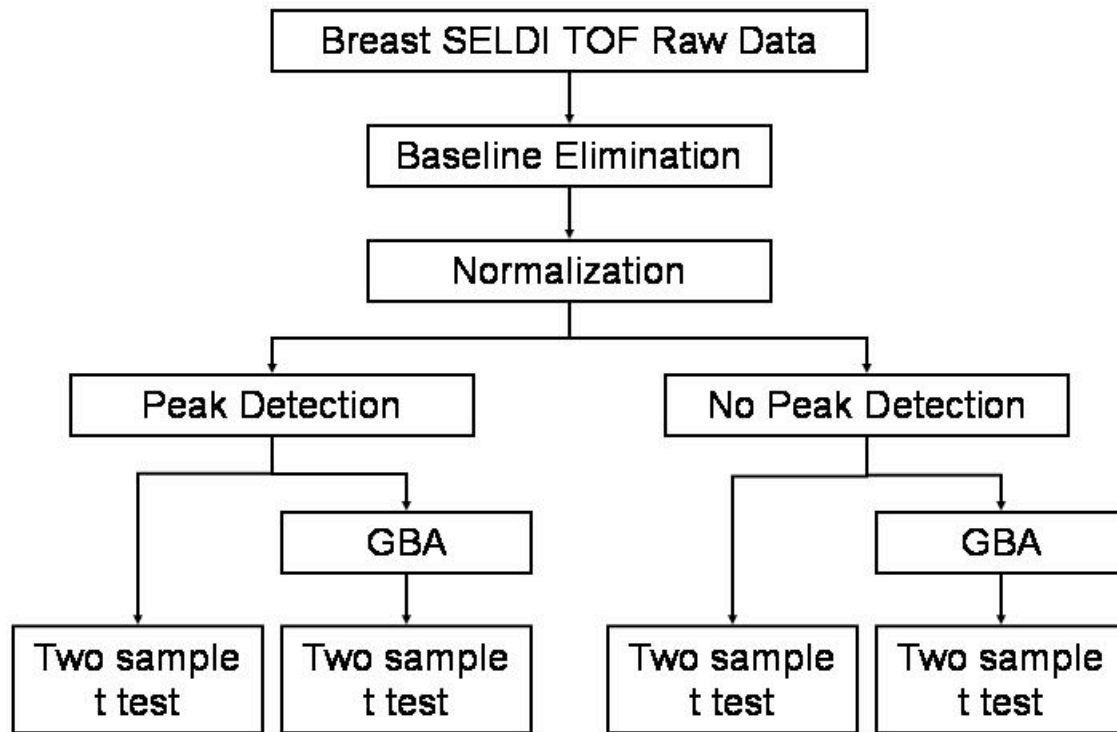 Breast SELDI TOF Raw Data
Baseline Elimination
Normalization
Peak Detection
No Peak Detection
GBA
GBA
Two sample
t test
Two sample
t test
Two sample
t test
Two sample
t test